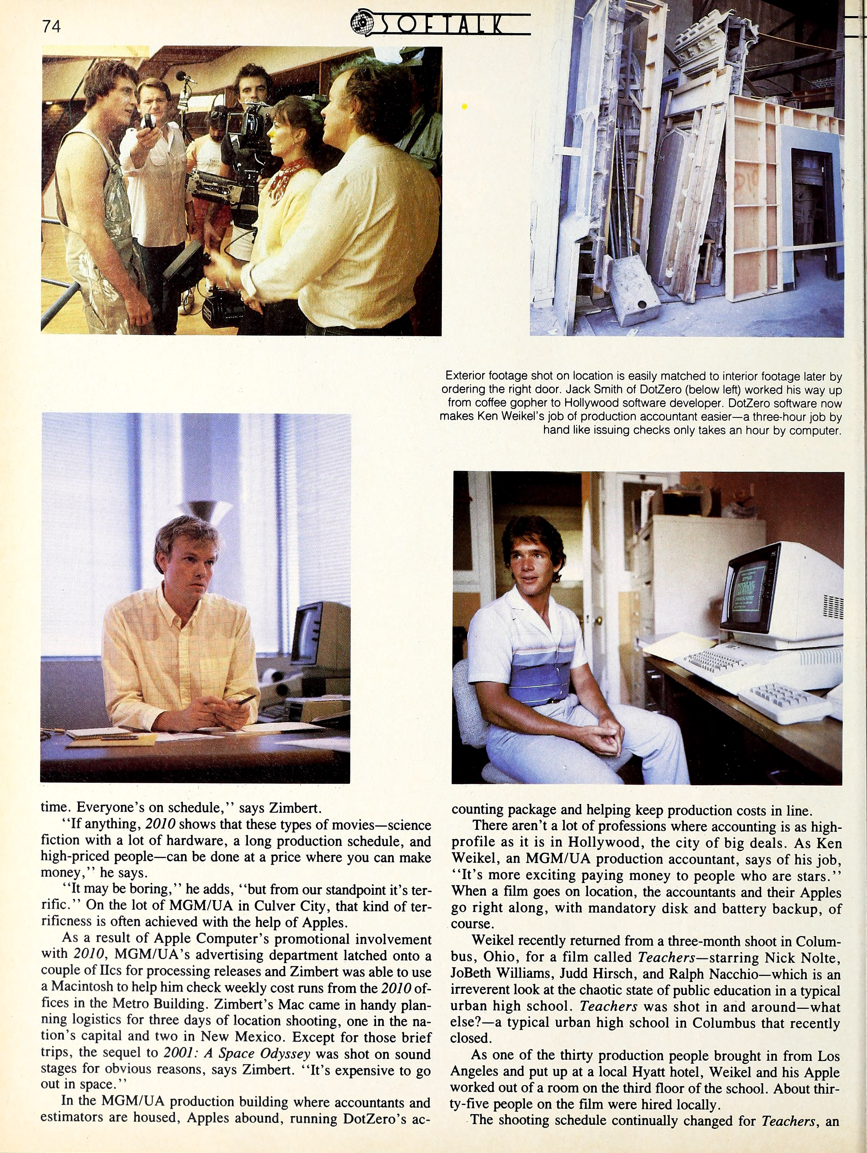 74
SOFTALK
Exterior footage shot on location is easily matched to interior footage later by
ordering the right door. Jack Smith of DotZero (below left) worked his way up
from coffee gopher to Hollywood software developer. DotZero software now
makes Ken Weikel's job of production accountant easier—a three-hour job by
hand like issuing checks only takes an hour by computer.
time. Everyone's on schedule,'' says Zimbert.
''If anything, 2010 shows that these types of movies—science
fiction with a lot of hardware, a long production schedule, and
high-priced people—can be done at a price where you can make
money,'' he says.
''It may be boring,'' he adds, ''but from our standpoint it's ter-
rific.'' On the lot of MGM/UA in Culver City, that kind of ter-
rificness is often achieved with the help of Apples.
As a result of Apple Computer's promotional involvement
with 2010, MGM/UA's advertising department latched onto a
couple of IIcs for processing releases and Zimbert was able to use
a Macintosh to help him check weekly cost runs from the 2010 of-
fices in the Metro Building. Zimbert's Mac came in handy plan-
ning logistics for three days of location shooting, one in the na-
tion's capital and two in New Mexico. Except for those brief
trips, the sequel to 2001: A Space Odyssey was shot on sound
stages for obvious reasons, says Zimbert. ''It's expensive to go
out in space.''
In the MGM/UA production building where accountants and
estimators are housed, Apples abound, running DotZero's ac-
counting package and helping keep production costs in line.
There aren't a lot of professions where accounting is as high-
profile as it is in Hollywood, the city of big deals. As Ken
Weikel, an MGM/UA production accountant, says of his job,
''It's more exciting paying money to people who are stars.''
When a film goes on location, the accountants and their Apples
go right along, with mandatory disk and battery backup, of
course.
Weikel recently returned from a three-month shoot in Colum-
bus, Ohio, for a film called Teachers—starring Nick Nolte,
JoBeth Williams, Judd Hirsch, and Ralph Nacchio—which is an
irreverent look at the chaotic state of public education in a typical
urban high school. Teachers was shot in and around—what
else?—a typical urban high school in Columbus that recently
closed.
As one of the thirty production people brought in from Los
Angeles and put up at a local Hyatt hotel, Weikel and his Apple
worked out of a room on the third floor of the school. About thir-
ty-five people on the film were hired locally.
The shooting schedule continually changed for Teachers, an